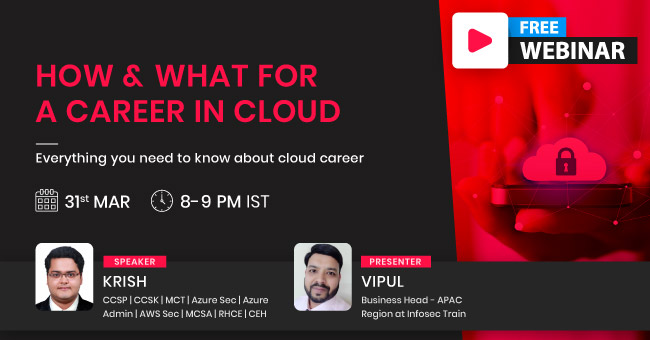 FREE
WEBINAR
HOW & WHAT FOR
A CAREER IN CLOUD
Everything you need to know about cloud career
31st MAR
8-9 PM IST
SPEAKER
KRISH
CCSP | CCSK | MCT | Azure Sec | Azure
Admin | AWS Sec | MCSA | RHCE | CEH
PRESENTER
VIPUL
Business Head - APAC
Region at Infosec Train